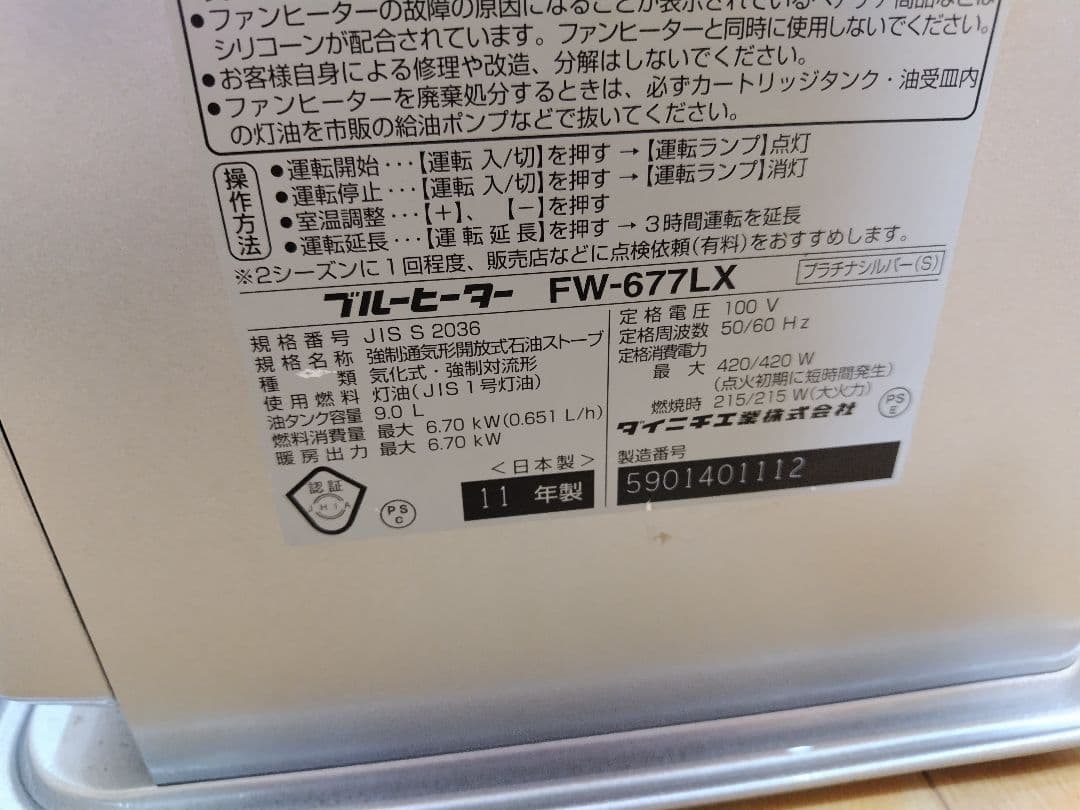 ●ファンヒーターの故障の原因になることが表示されているヘアケア商品などは
シリコーンが配合されています。ファンヒーターと同時に使用しないでください。
●お客様自身による修理や改造、分解はしないでください。
●ファンヒーターを廃棄処分するときは、必ずカートリッジタンク・油受皿内
の灯油を市販の給油ポンプなどで抜いてください。
操作方法
●運転開始・・・【運転 入/切】を押す → 【運転ランプ】点灯
●運転停止・・・【運転 入/切】を押す → 【運転ランプ】消灯
●室温調整・・・【+】、【-】を押す
●運転延長・・・【運転延長】を押す → 3時間運転を延長
※2シーズンに1回程度、販売店などに点検依頼(有料)をおすすめします。
ブルーヒーター FW-677LX プラチナシルバー(S)
規格番号 JIS S 2036
規格名称 強制通気形開放式石油ストーブ
種類 気化式・強制対流形
使用燃料 灯油(JIS1号灯油)
油タンク容量 9.0 L
燃料消費量 最大 6.70 kW(0.651 L/h)
暖房出力 最大 6.70 kW
定格電圧 100 V
定格周波数 50/60 Hz
定格消費電力
最大 420/420 W
(点火初期に短時間発生)
燃焼時 215/215 W(大火力)
ダイニチ工業株式会社
PS
E
認証
JHIA
PS
C
<日本製>
11 年製
製造番号
5901401112